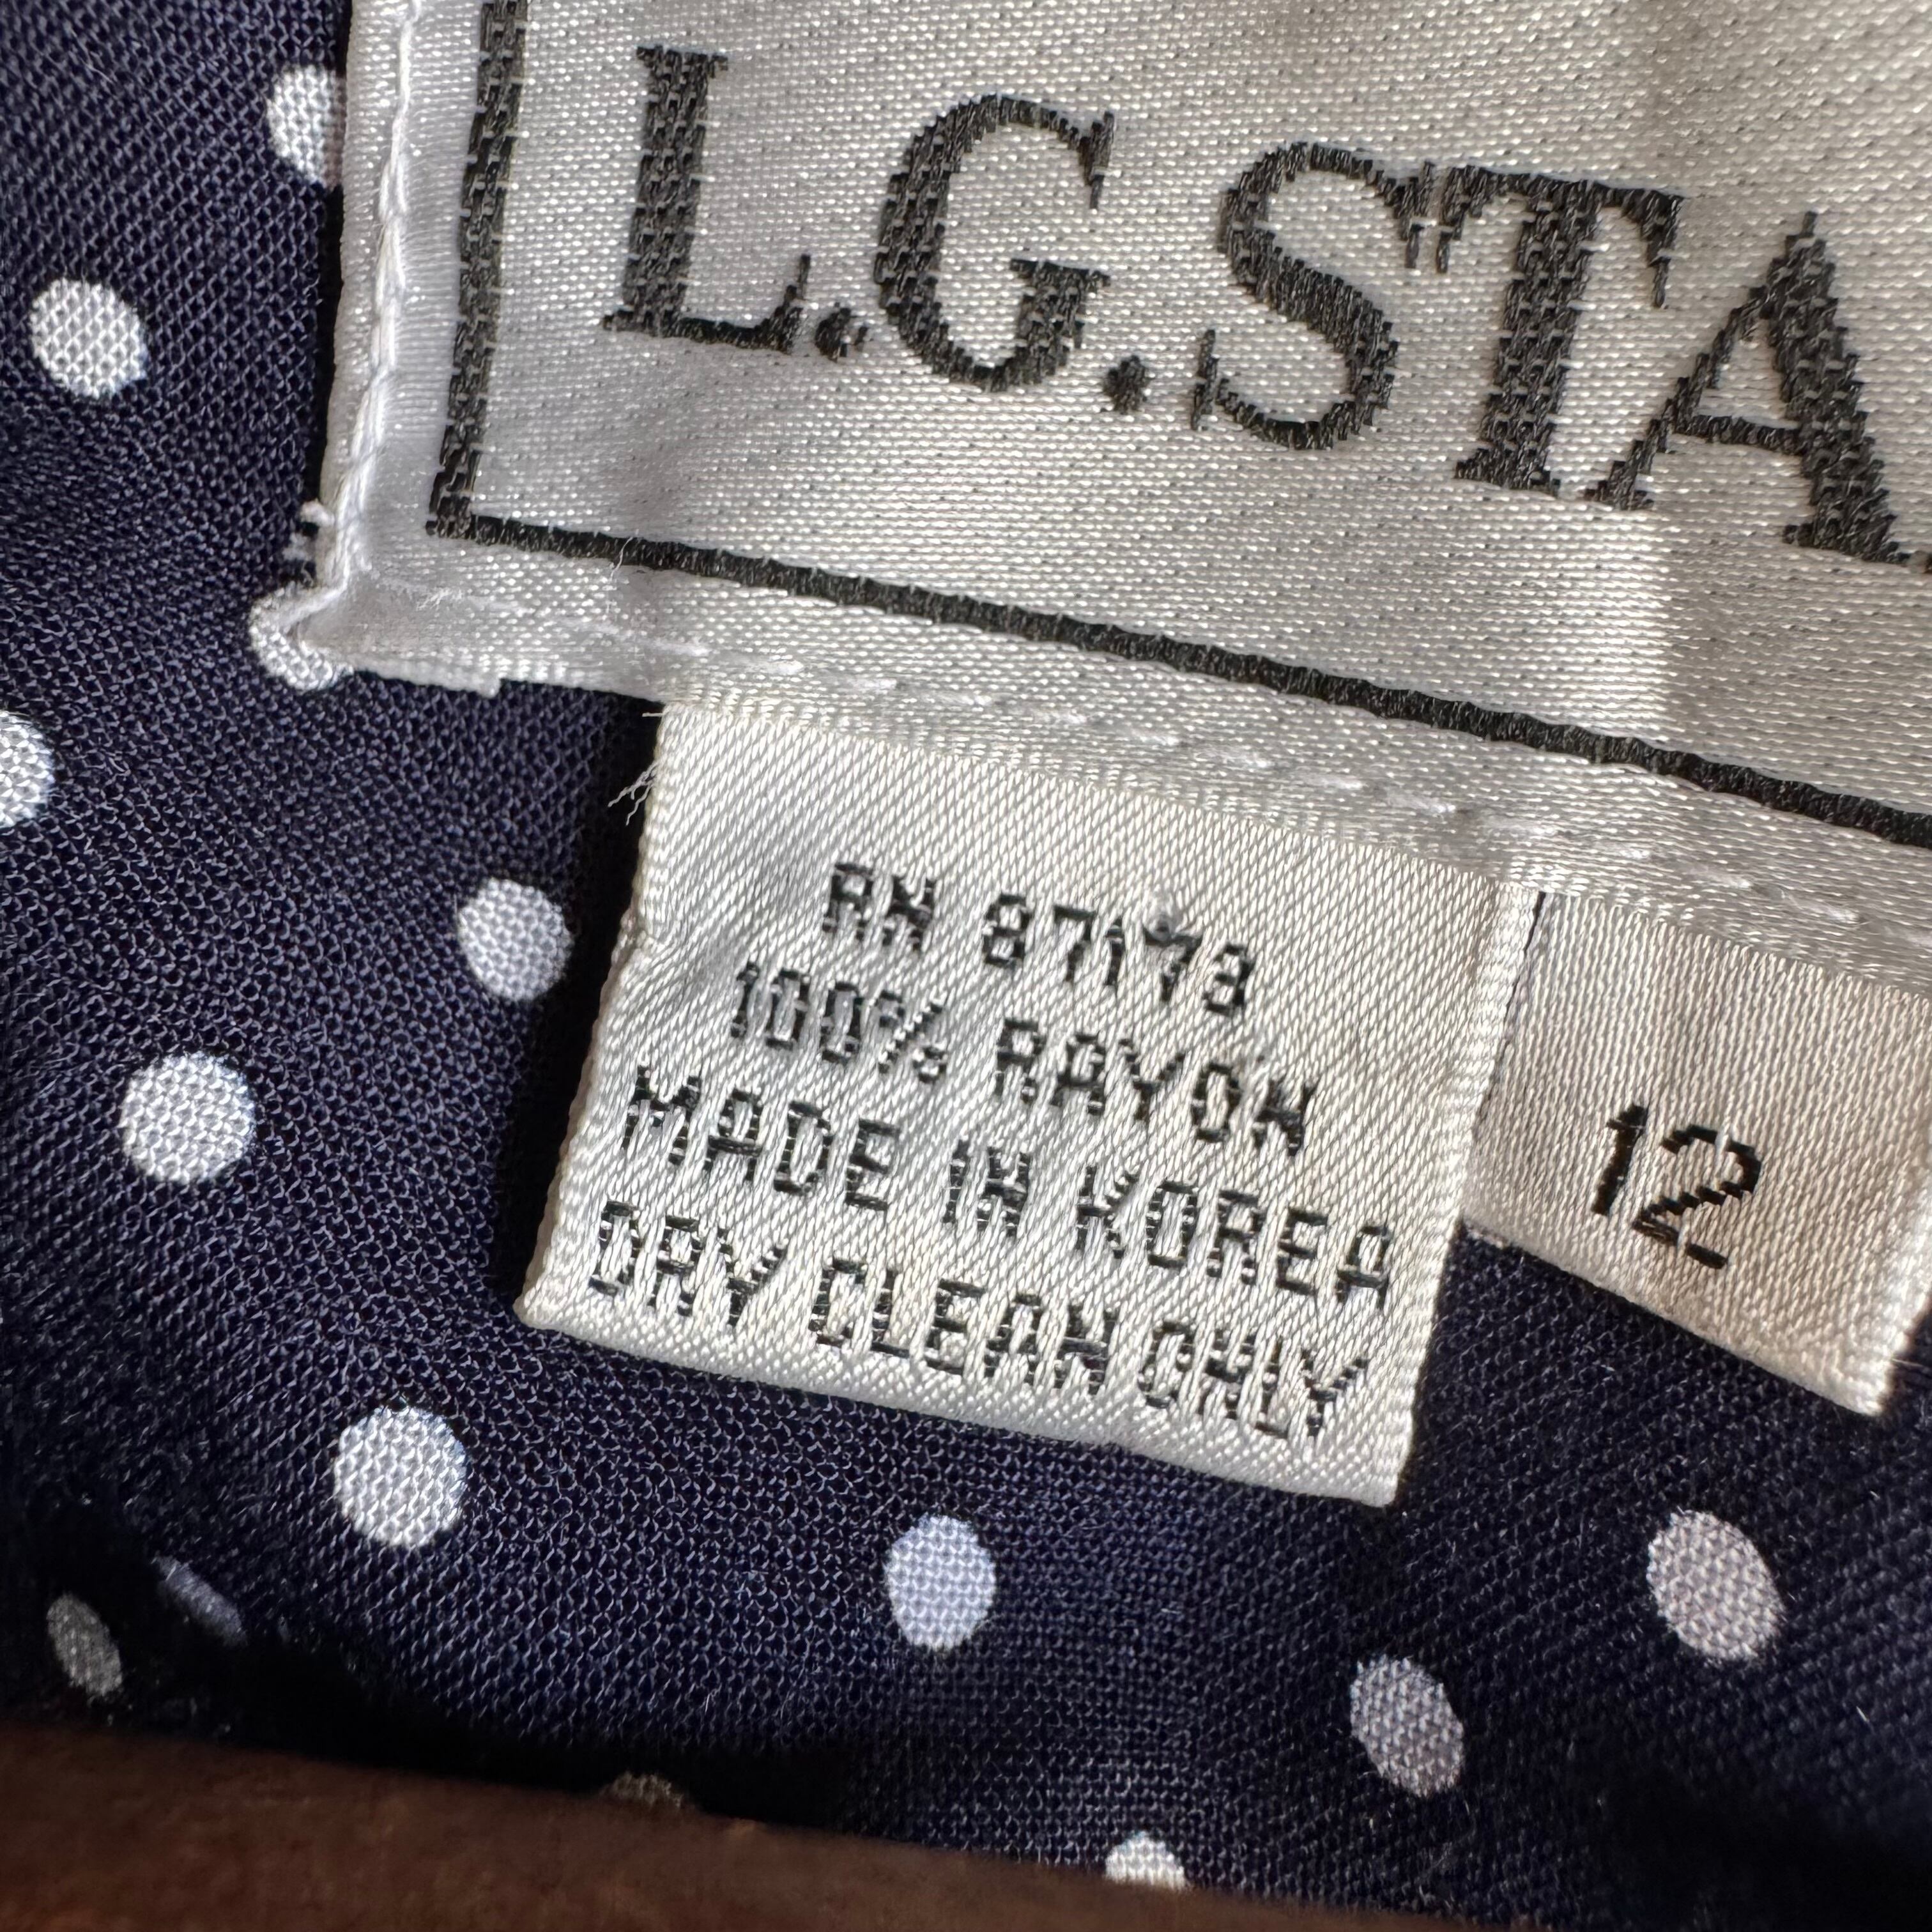 L.G.STA
RN 87173
100% RAYON
MADE IN KOREA
DRY CLEAN ONLY
12